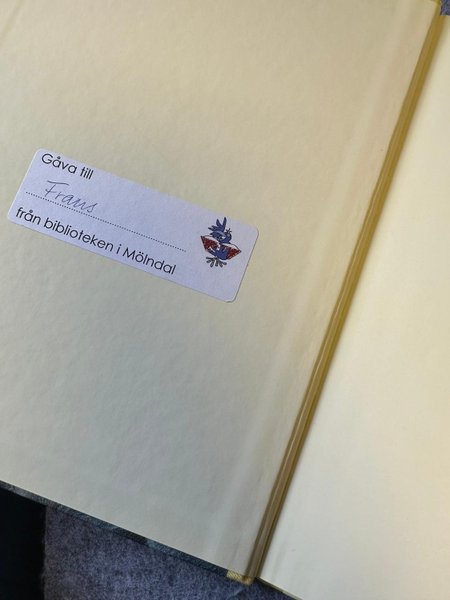 Gåva till
Frans
från biblioteken i Mölndal